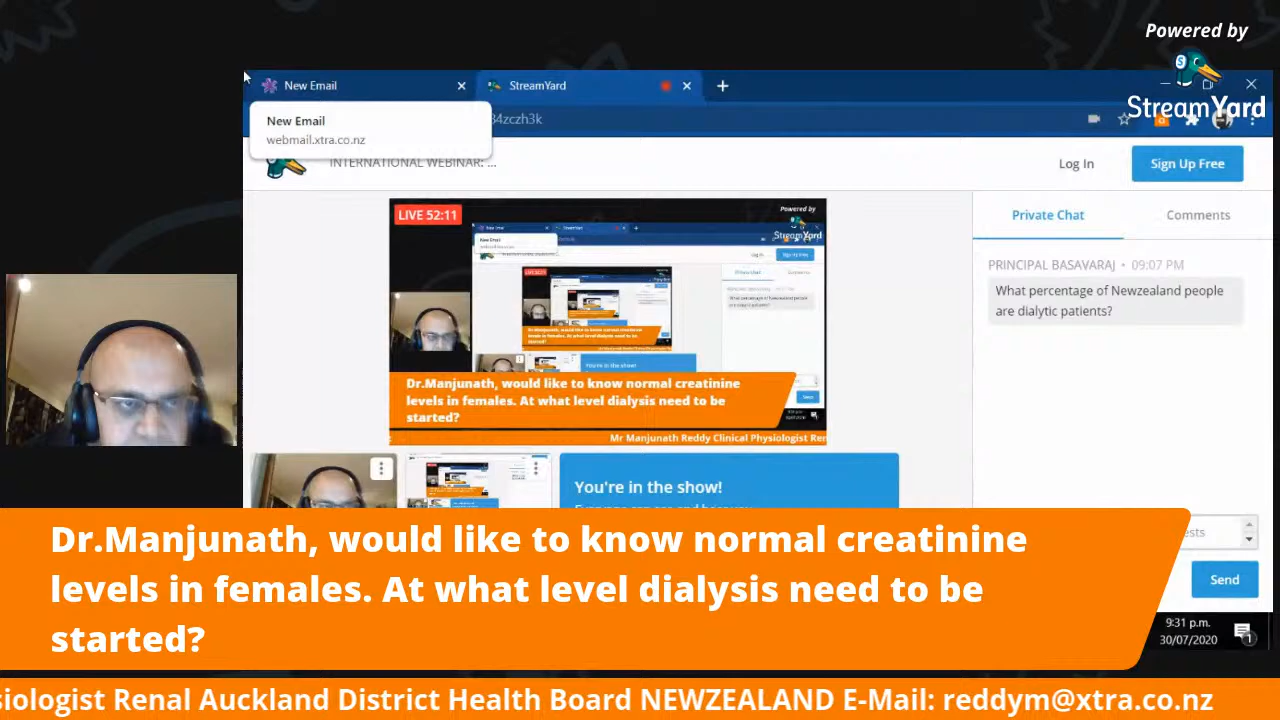 Powered by
StreamYard
New Email
StreamYard
New Email
webmail.xtra.co.nz
34zczh3k
INTERNATIONAL WEBINAR: ...
Log In
Sign Up Free
LIVE 52:11
Powered by
StreamYard
Private Chat
Comments
PRINCIPAL BASAVARAJ • 09:07 PM
What percentage of Newzealand people
are dialytic patients?
Dr.Manjunath, would like to know normal creatinine
levels in females. At what level dialysis need to be
started?
Mr Manjunath Reddy Clinical Physiologist Ren
You're in the show!
Send
9:31 p.m.
30/07/2020
1
Dr.Manjunath, would like to know normal creatinine
levels in females. At what level dialysis need to be
started?
siologist Renal Auckland District Health Board NEWZEALAND E-Mail: reddym@xtra.co.nz